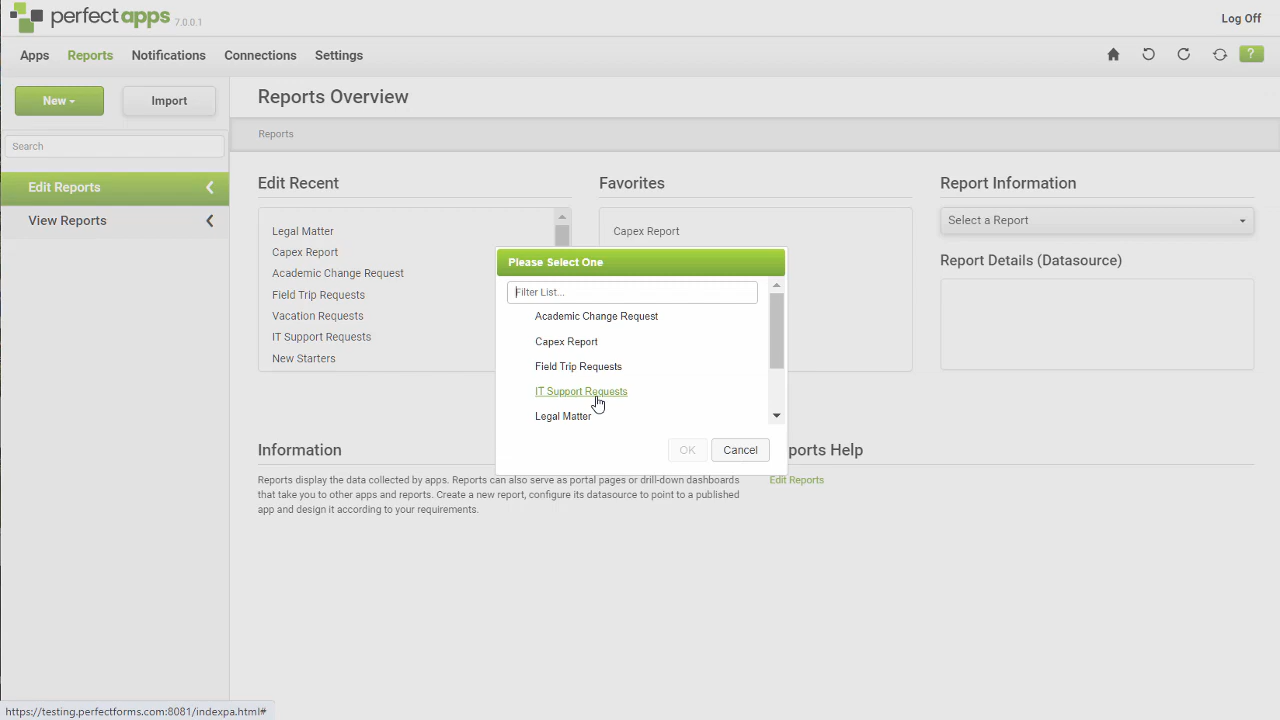 perfectapps 7.0.0.1
Log Off
Apps Reports Notifications Connections Settings
?
New Import
Reports Overview
Search
Reports
Edit Reports
View Reports
Edit Recent
Legal Matter
Capex Report
Academic Change Request
Field Trip Requests
Vacation Requests
IT Support Requests
New Starters
Favorites
Capex Report
Report Information
Select a Report
Report Details (Datasource)
Please Select One
Filter List...
Academic Change Request
Capex Report
Field Trip Requests
IT Support Requests
Legal Matter
OK Cancel
Information
Reports display the data collected by apps. Reports can also serve as portal pages or drill-down dashboards
that take you to other apps and reports. Create a new report, configure its datasource to point to a published
app and design it according to your requirements.
ports Help
Edit Reports
https://testing.perfectforms.com:8081/indexpa.html#